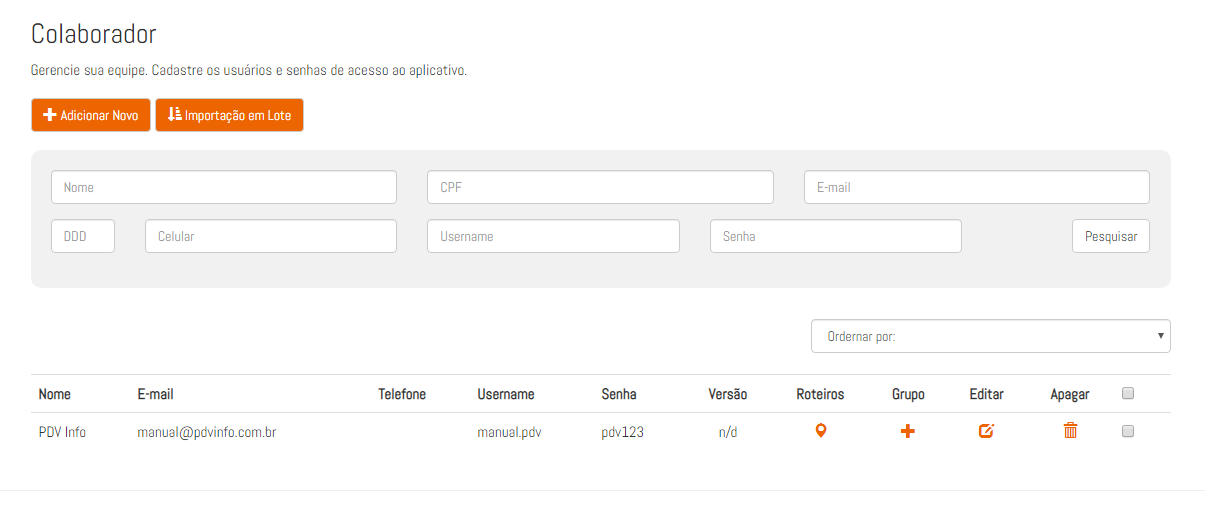 Colaborador
Gerencie sua equipe. Cadastre os usuários e senhas de acesso ao aplicativo.
Adicionar Novo Importação em Lote
Nome CPF E-mail
DDD Celular Username Senha Pesquisar
Ordernar por:
Nome E-mail Telefone Username Senha Versão Roteiros Grupo Editar Apagar
PDV Info manual@pdvinfo.com.br manual.pdv pdv123 n/d